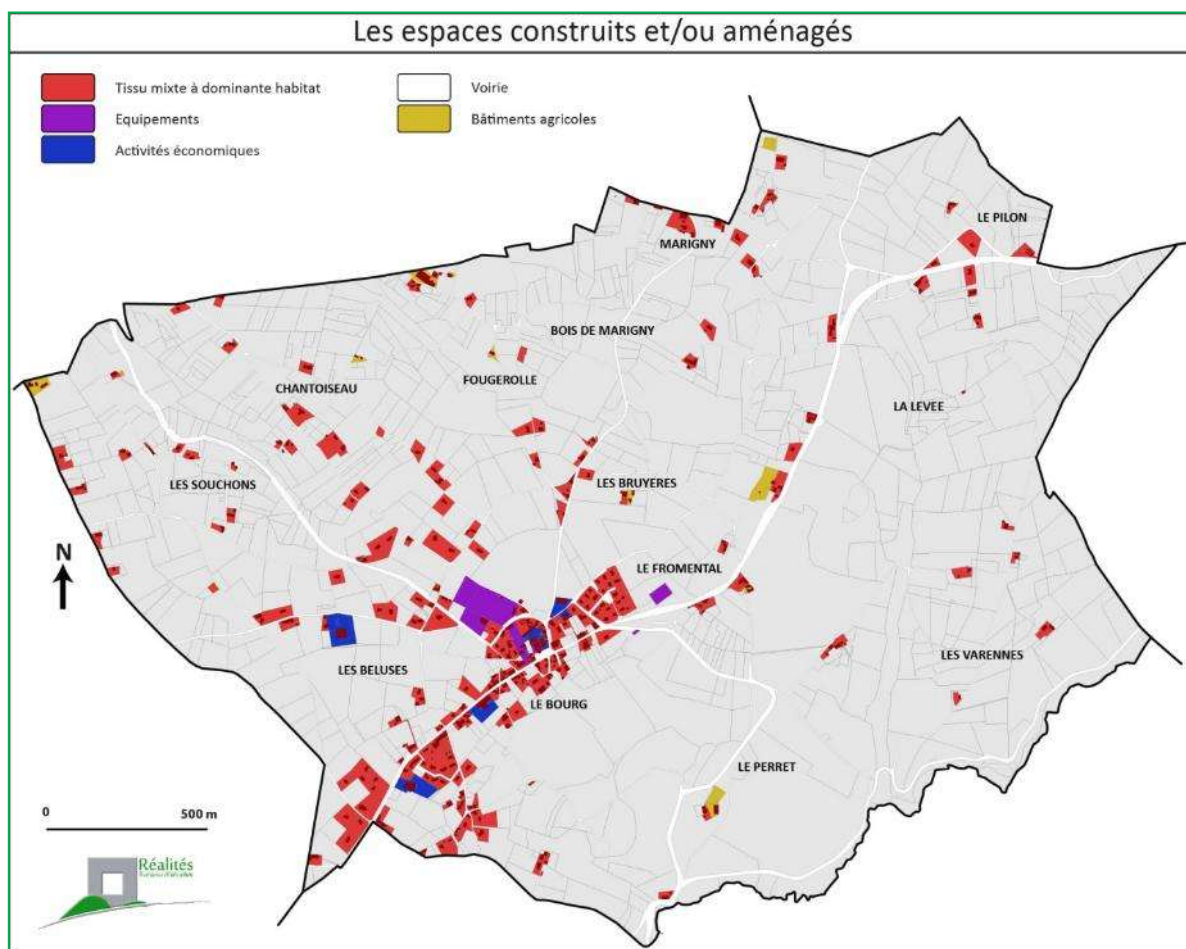 Les espaces construits et/ou aménagés
Tissu mixte à dominante habitat
Voirie
Equipements
Bâtiments agricoles
Activités économiques
LE PILON
MARIGNY
BOIS DE MARIGNY
FOUGEROLLE
CHANTOISEAU
LA LEVEE
LES SOUCHONS
LES BRUYERES
N
LE FROMENTAL
LES BELUSES
LES VARENNES
LE BOURG
LE PERRET
0 500 m
Réalités